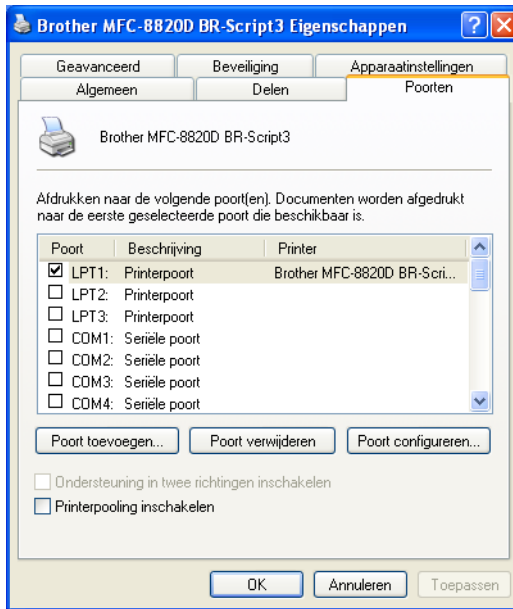 Brother MFC-8820D BR-Script3 Eigenschappen
Geavanceerd Beveiliging Apparaatinstellingen
Algemeen Delen Poorten
Brother MFC-8820D BR-Script3
Afdrukken naar de volgende poort(en). Documenten worden afgedrukt
naar de eerste geselecteerde poort die beschikbaar is.
Poort Beschrijving Printer
LPT1: Printerpoort Brother MFC-8820D BR-Scri...
LPT2: Printerpoort
LPT3: Printerpoort
COM1: Seriële poort
COM2: Seriële poort
COM3: Seriële poort
COM4: Seriële poort
Poort toevoegen... Poort verwijderen Poort configureren...
Ondersteuning in twee richtingen inschakelen
Printerpooling inschakelen
OK Annuleren Toepassen